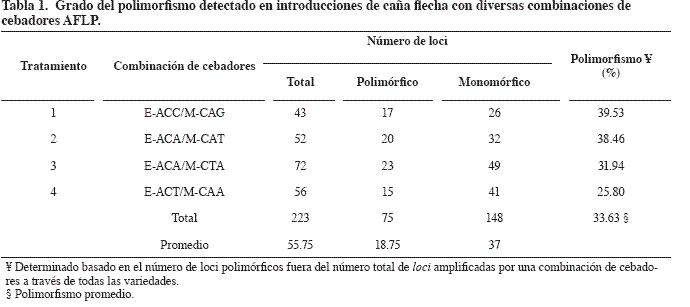 Tabla 1. Grado del polimorfismo detectado en introducciones de caña flecha con diversas combinaciones de
cebadores AFLP.
Número de loci
Tratamiento Combinación de cebadores Polimorfismo ¥
(%)
Total Polimórfico Monomórfico
1 E-ACC/M-CAG 43 17 26 39.53
2 E-ACA/M-CAT 52 20 32 38.46
3 E-ACA/M-CTA 72 23 49 31.94
4 E-ACT/M-CAA 56 15 41 25.80
Total 223 75 148 33.63 §
Promedio 55.75 18.75 37
¥ Determinado basado en el número de loci polimórficos fuera del número total de loci amplificadas por una combinación de cebado-
res a través de todas las variedades.
§ Polimorfismo promedio.